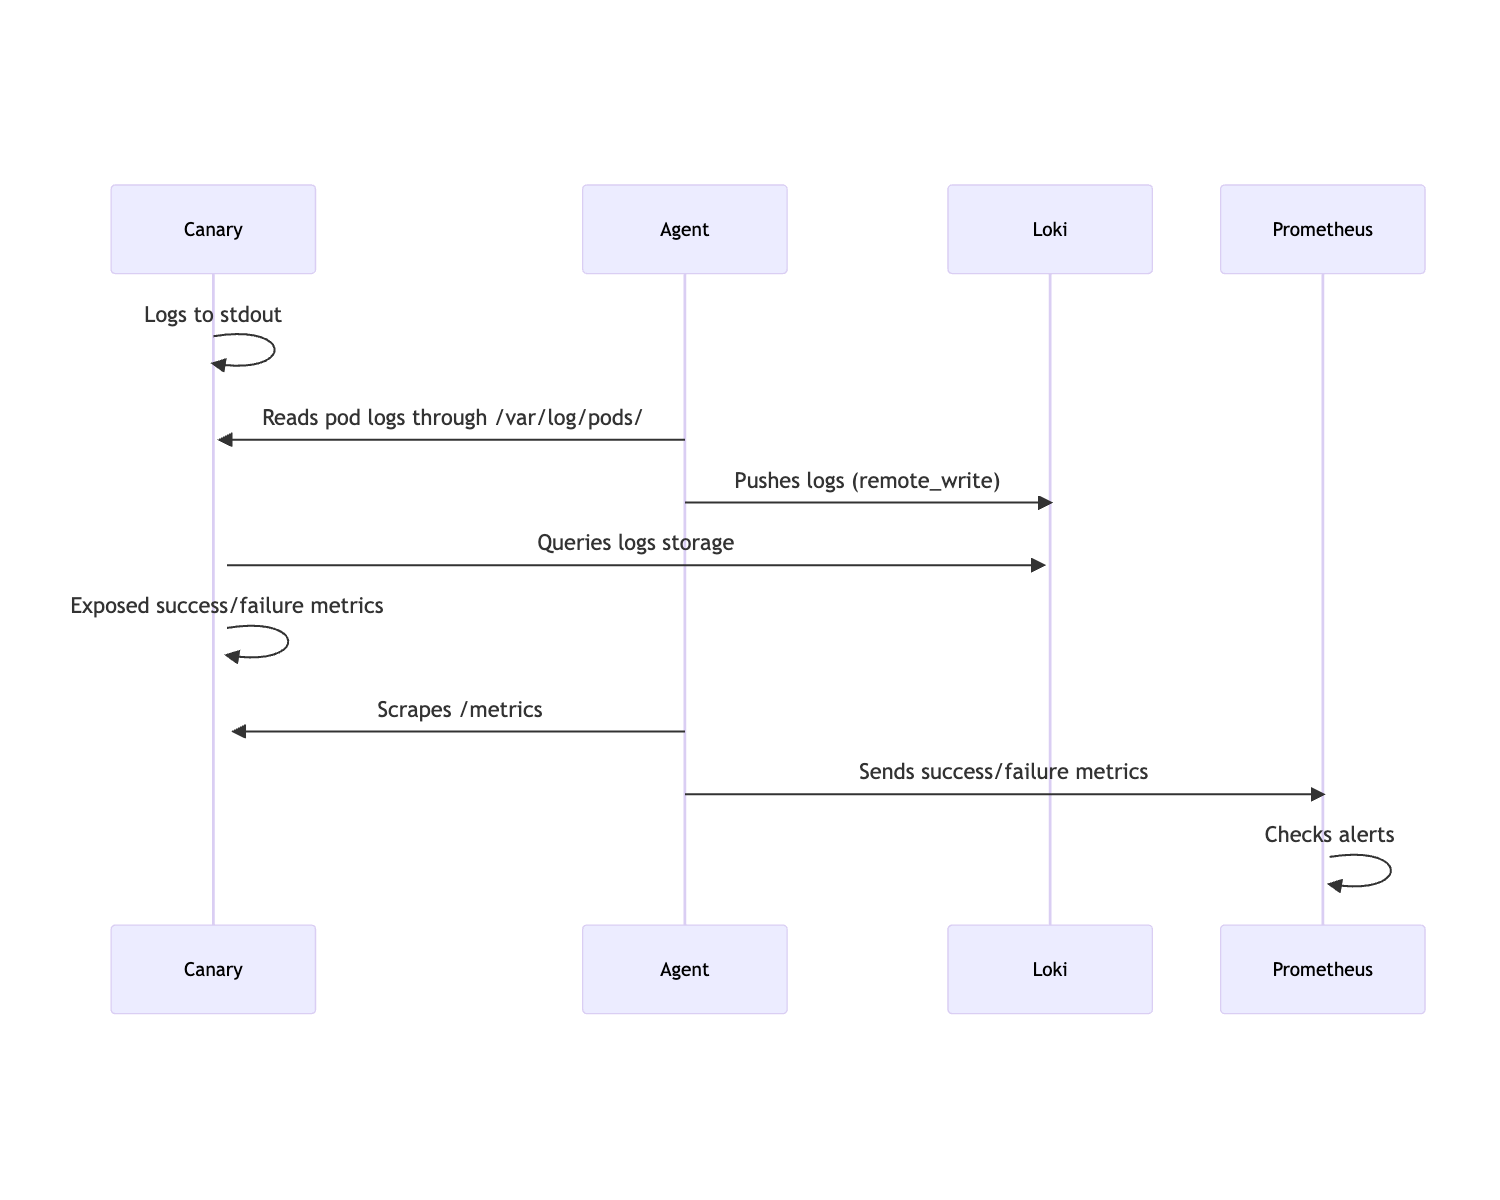 Canary
Agent
Loki
Prometheus
Logs to stdout
Reads pod logs through /var/log/pods/
Pushes logs (remote_write)
Queries logs storage
Exposed success/failure metrics
Scrapes /metrics
Sends success/failure metrics
Checks alerts
Canary
Agent
Loki
Prometheus